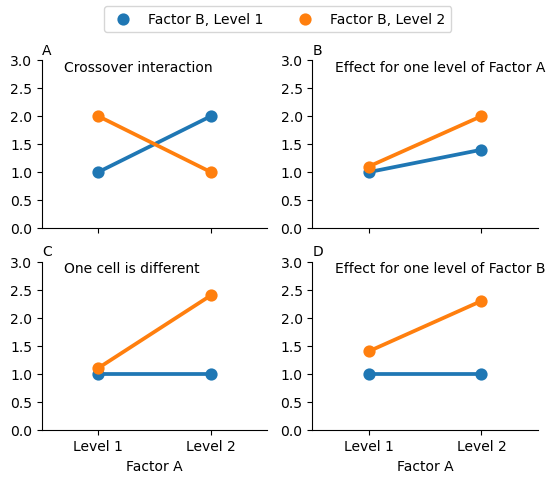 Factor B, Level 1
Factor B, Level 2
A
Crossover interaction
3.0
2.5
2.0
1.5
1.0
0.5
0.0
B
Effect for one level of Factor A
3.0
2.5
2.0
1.5
1.0
0.5
0.0
C
One cell is different
3.0
2.5
2.0
1.5
1.0
0.5
0.0
Level 1 Level 2
Factor A
D
Effect for one level of Factor B
3.0
2.5
2.0
1.5
1.0
0.5
0.0
Level 1 Level 2
Factor A